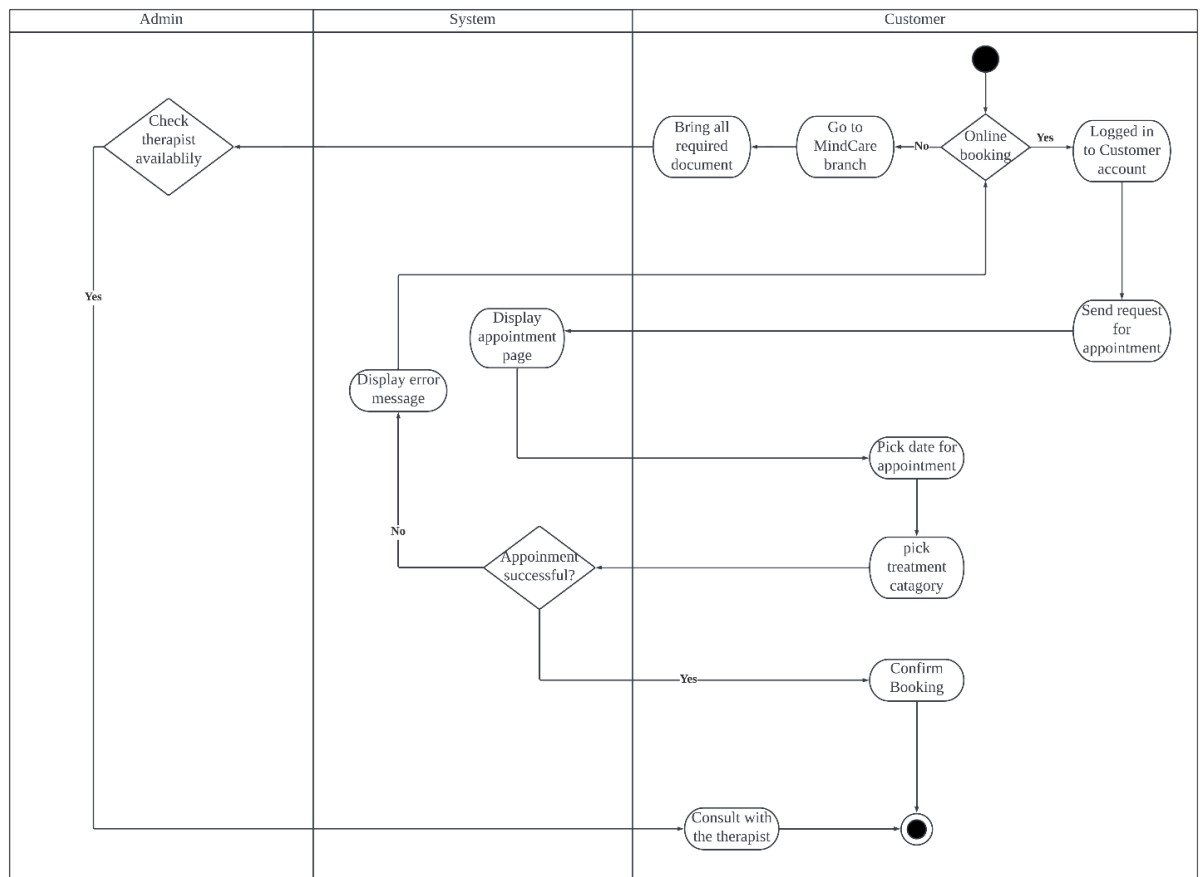 Admin
System
Customer
Check
therapist
availablily
Bring all
required
document
Go to
MindCare
branch
No
Online
booking
Yes
Logged in
to Customer
account
Yes
Display
appointment
page
Send request
for
appointment
Display error
message
Pick date for
appointment
No
Appoinment
successful?
pick
treatment
catagory
Yes
Confirm
Booking
Consult with
the therapist